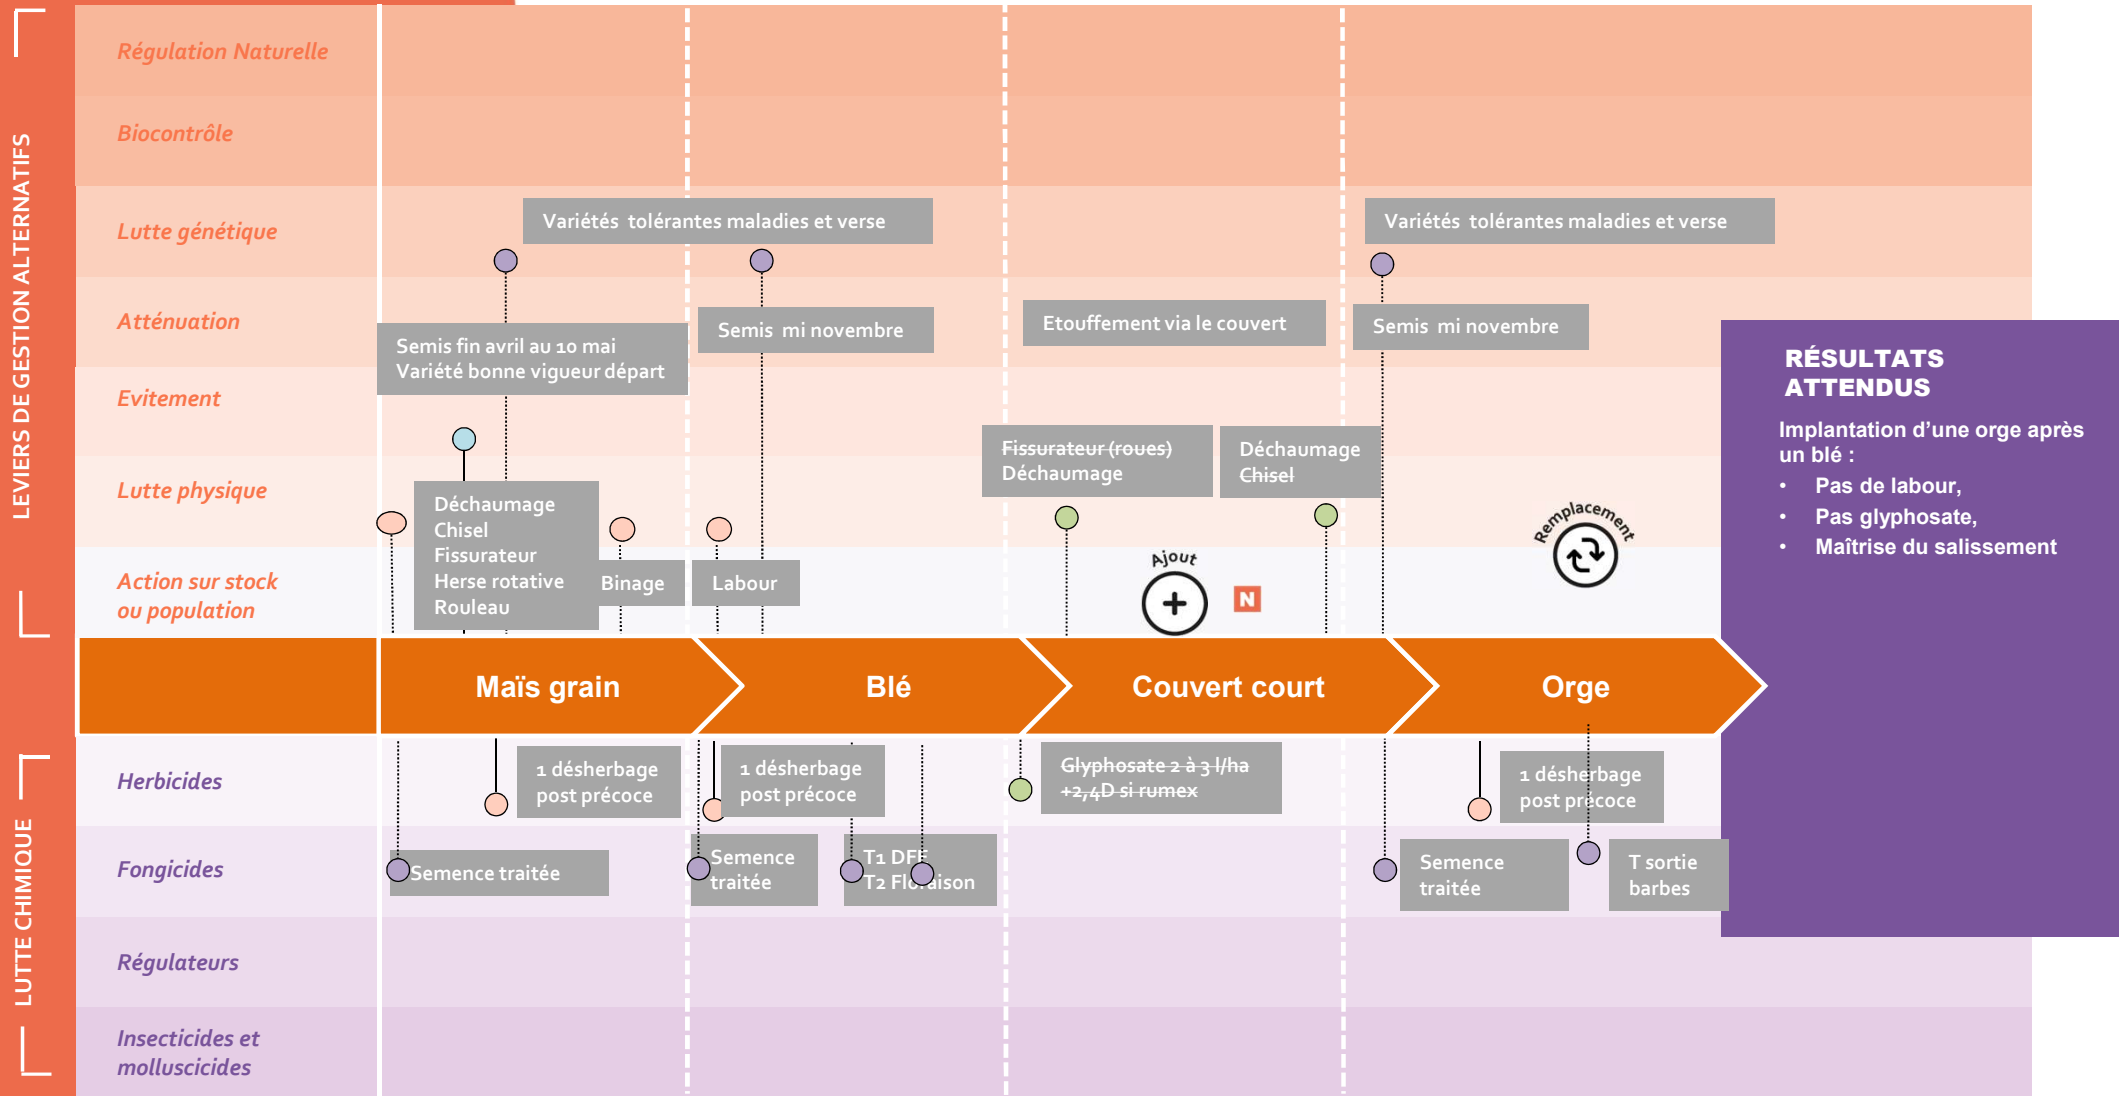 LEVIERS DE GESTION ALTERNATIFS
Régulation Naturelle
Biocontrôle
Lutte génétique
Variétés tolérantes maladies et verse
Variétés tolérantes maladies et verse
Atténuation
Semis fin avril au 10 mai
Variété bonne vigueur départ
Semis mi novembre
Etouffement via le couvert
Semis mi novembre
Evitement
Lutte physique
Déchaumage
Chisel
Fissurateur
Herse rotative
Rouleau
Fissurateur (roues)
Déchaumage
Déchaumage
Chisel
Action sur stock
ou population
Binage
Labour
Ajout
N
Remplacement
Maïs grain
Blé
Couvert court
Orge
RÉSULTATS
ATTENDUS
Implantation d’une orge après
un blé :
• Pas de labour,
• Pas glyphosate,
• Maîtrise du salissement
LUTTE CHIMIQUE
Herbicides
1 désherbage
post précoce
1 désherbage
post précoce
Glyphosate 2 à 3 l/ha
+2,4D si rumex
1 désherbage
post précoce
Fongicides
Semence traitée
Semence
traitée
T1 DFF
T2 Floraison
Semence
traitée
T sortie
barbes
Régulateurs
Insecticides et
molluscicides